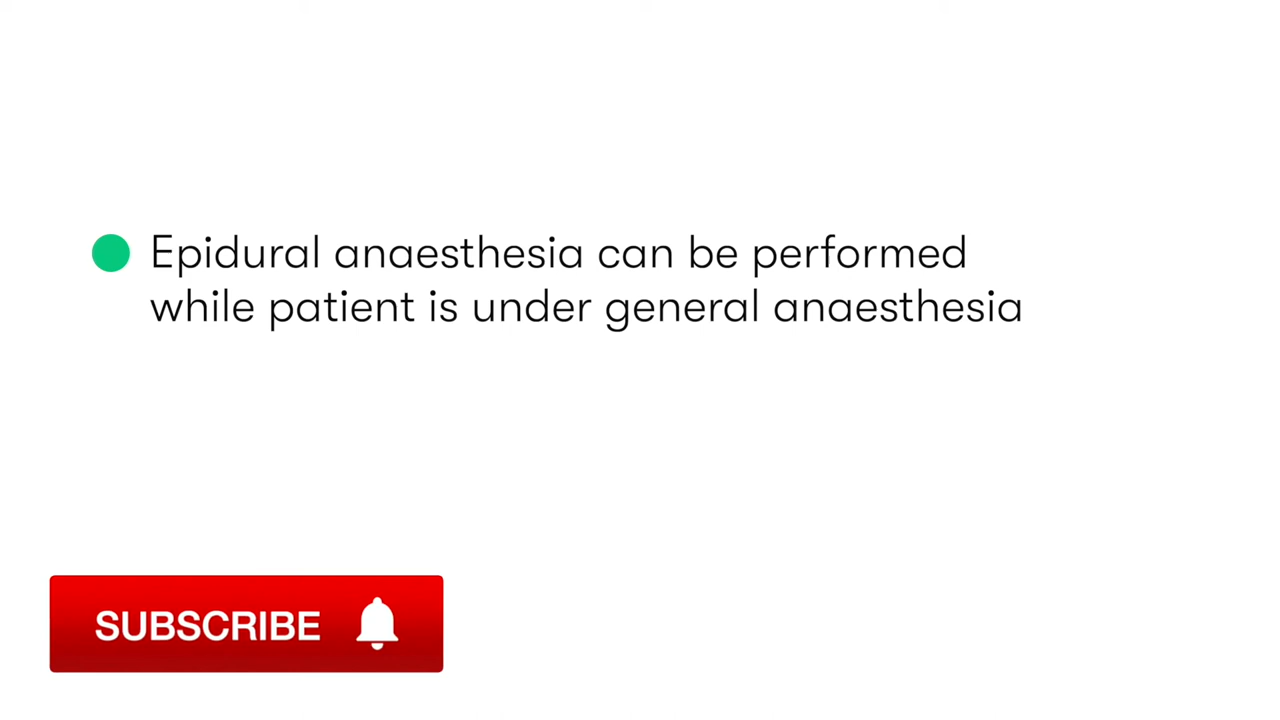 Epidural anaesthesia can be performed
while patient is under general anaesthesia
SUBSCRIBE